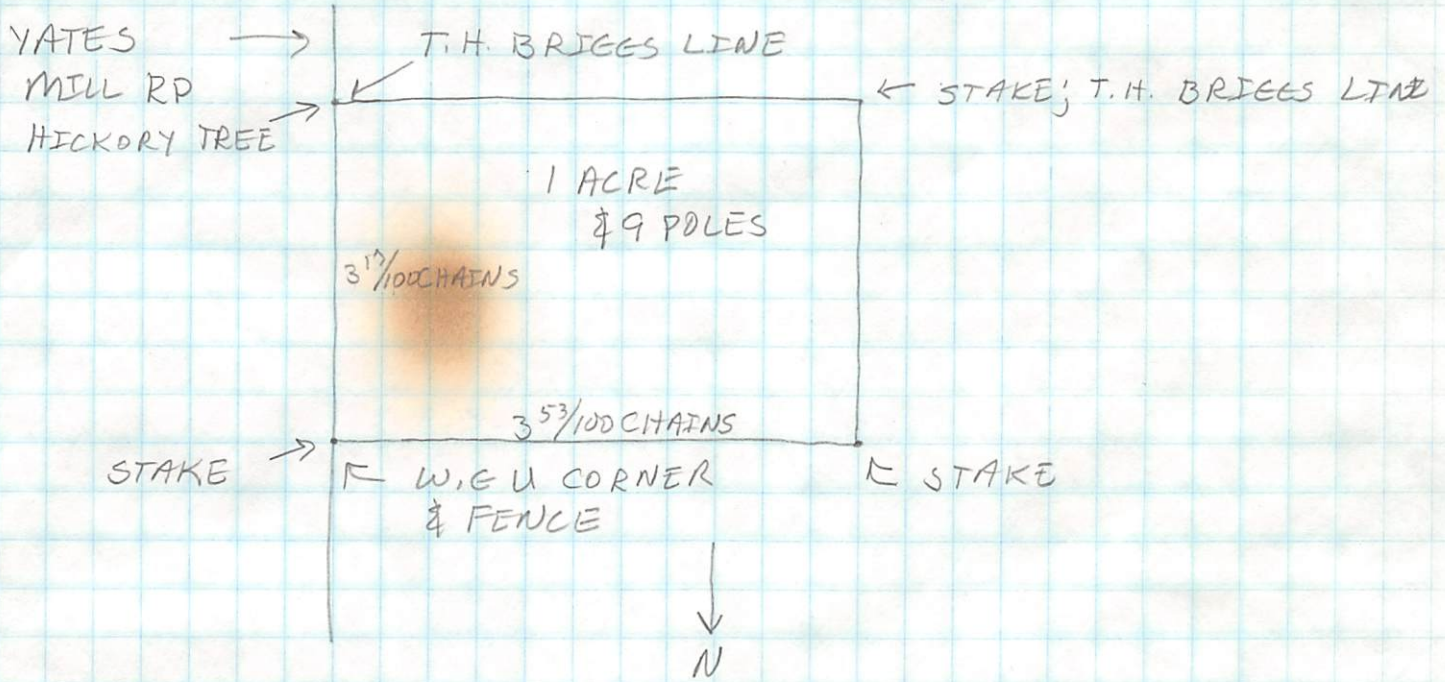 YATES
MILL RD
HICKORY TREE
T.H. BRIGGS LINE
STAKE; T.H. BRIGGS LINE
1 ACRE
& 9 POLES
3 17/100 CHAINS
3 53/100 CHAINS
STAKE
W.G U CORNER
& FENCE
STAKE
N